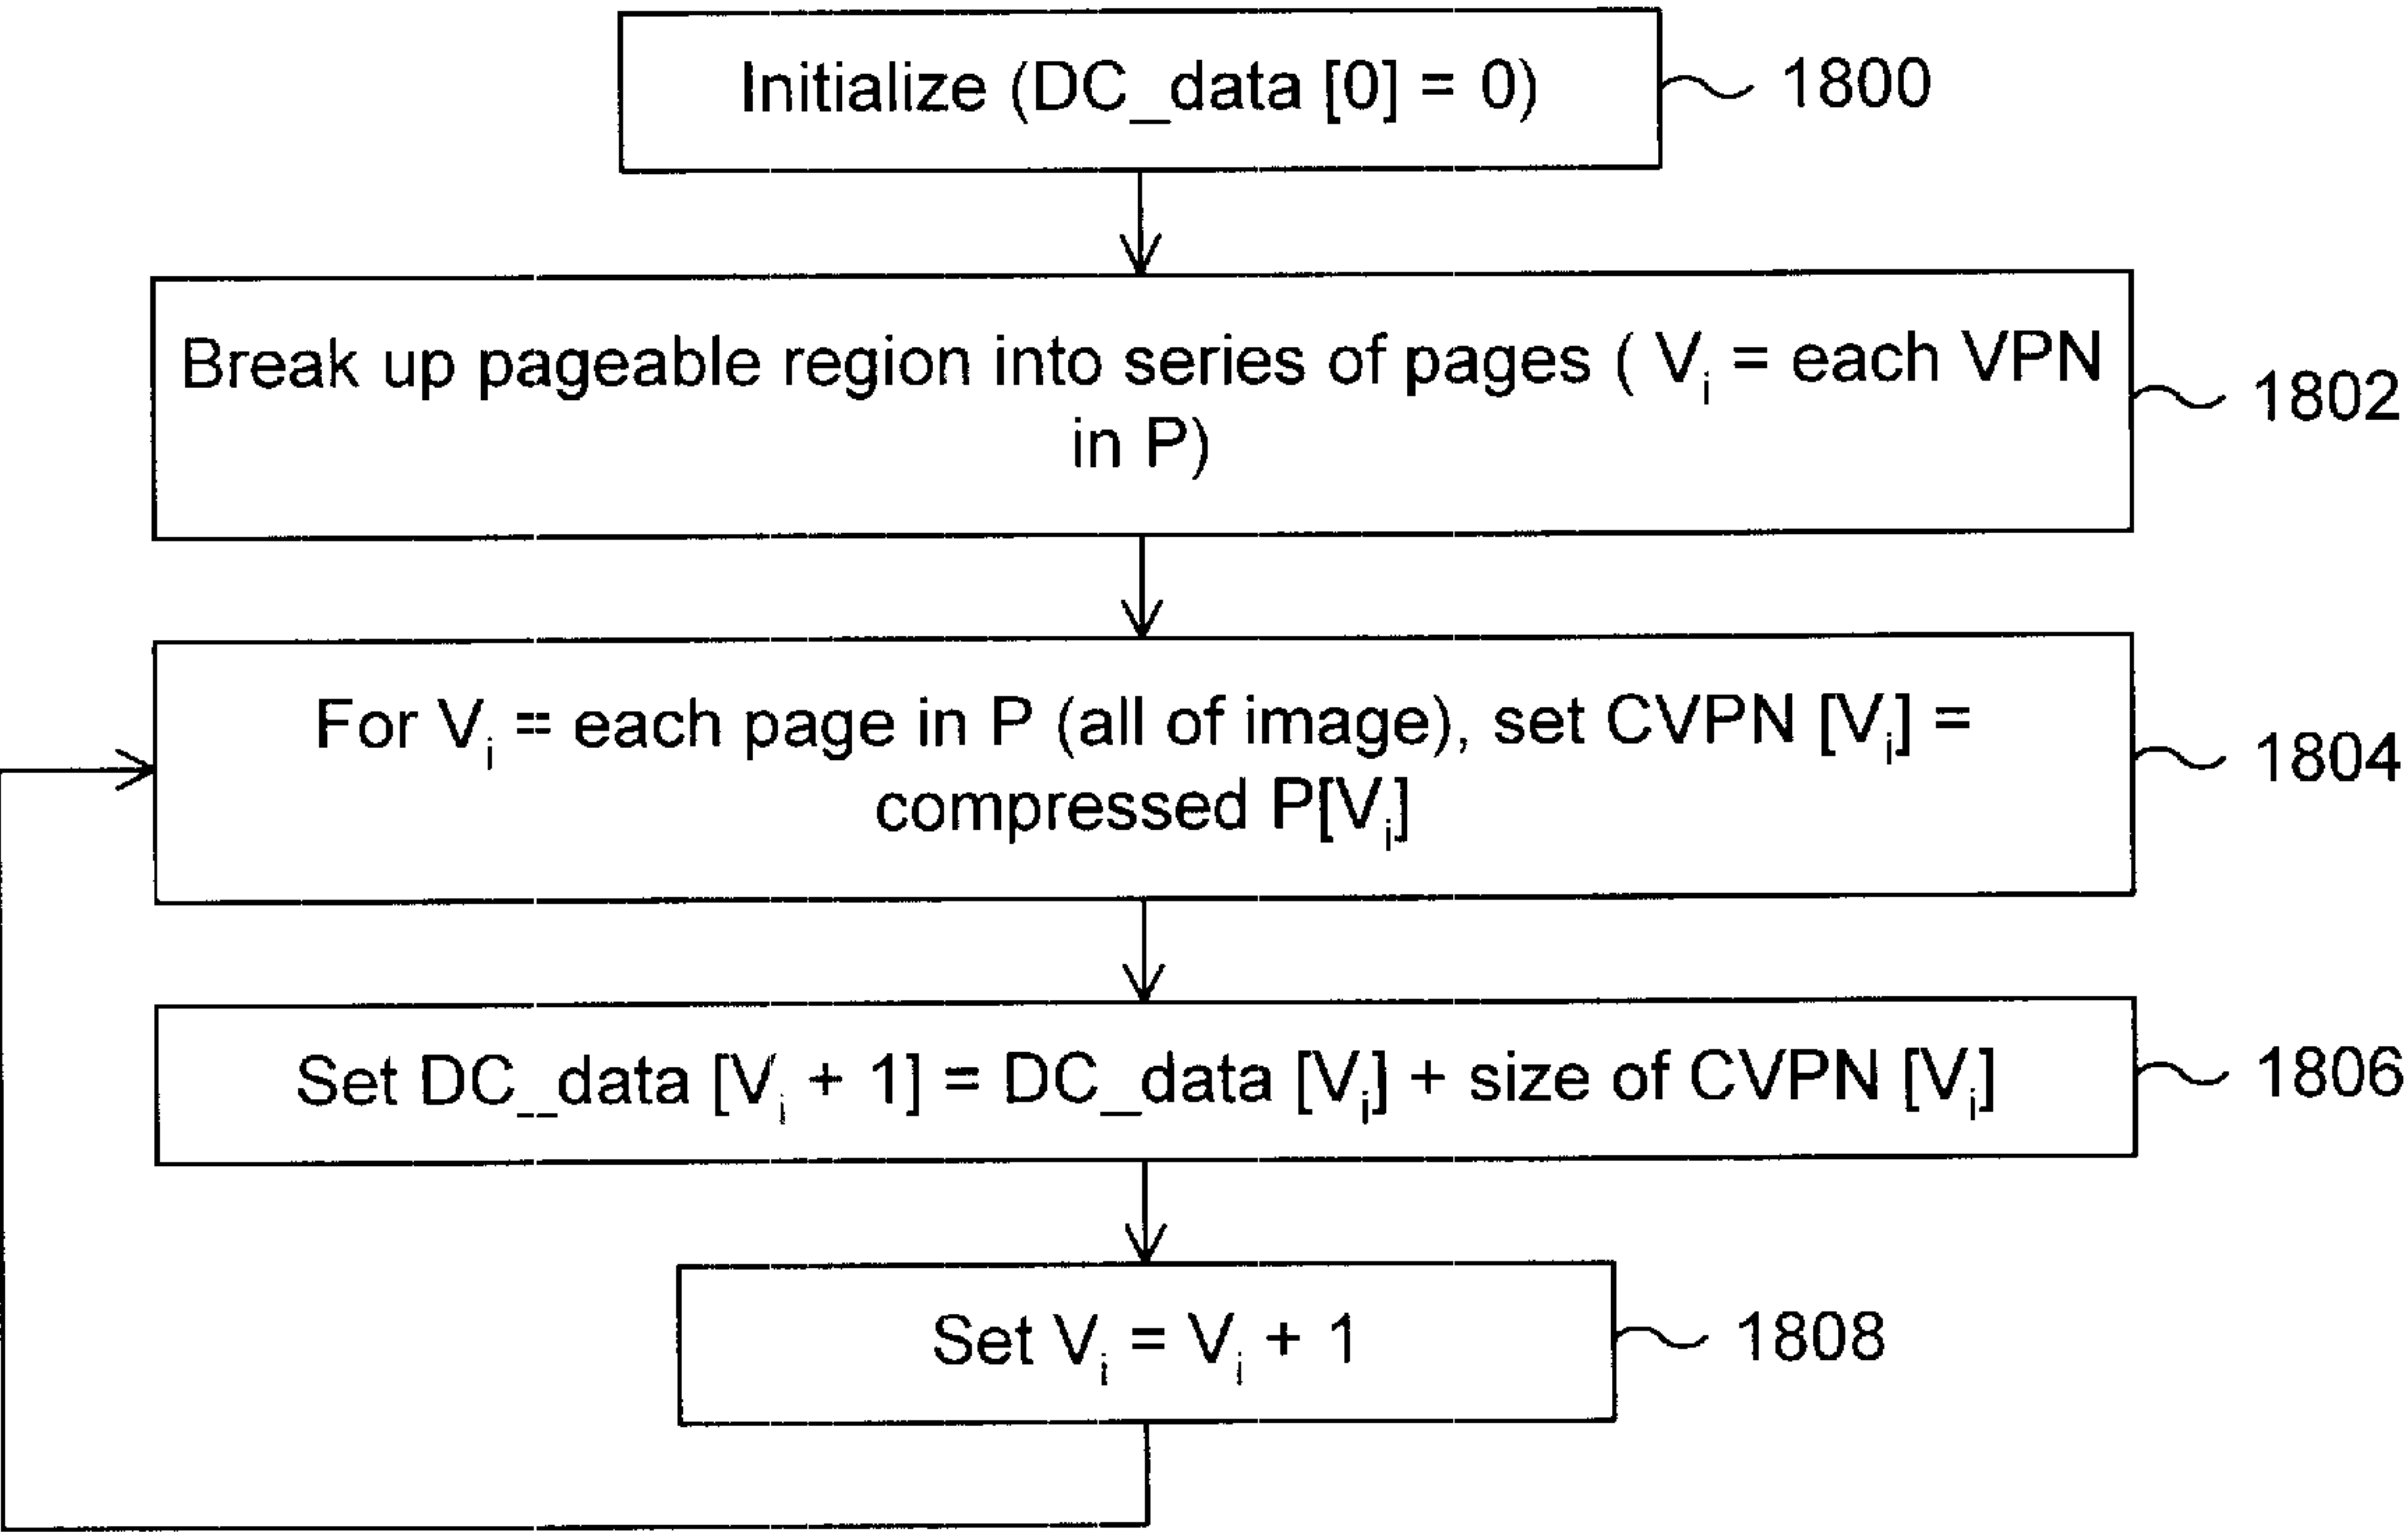 Initialize (DC_data [0] = 0)
1800
Break up pageable region into series of pages ( Vi = each VPN
in P)
1802
For Vi = each page in P (all of image), set CVPN [Vi] =
compressed P[Vi]
1804
Set DC_data [Vi + 1] = DC_data [Vi] + size of CVPN [Vi]
1806
Set Vi = Vi + 1
1808